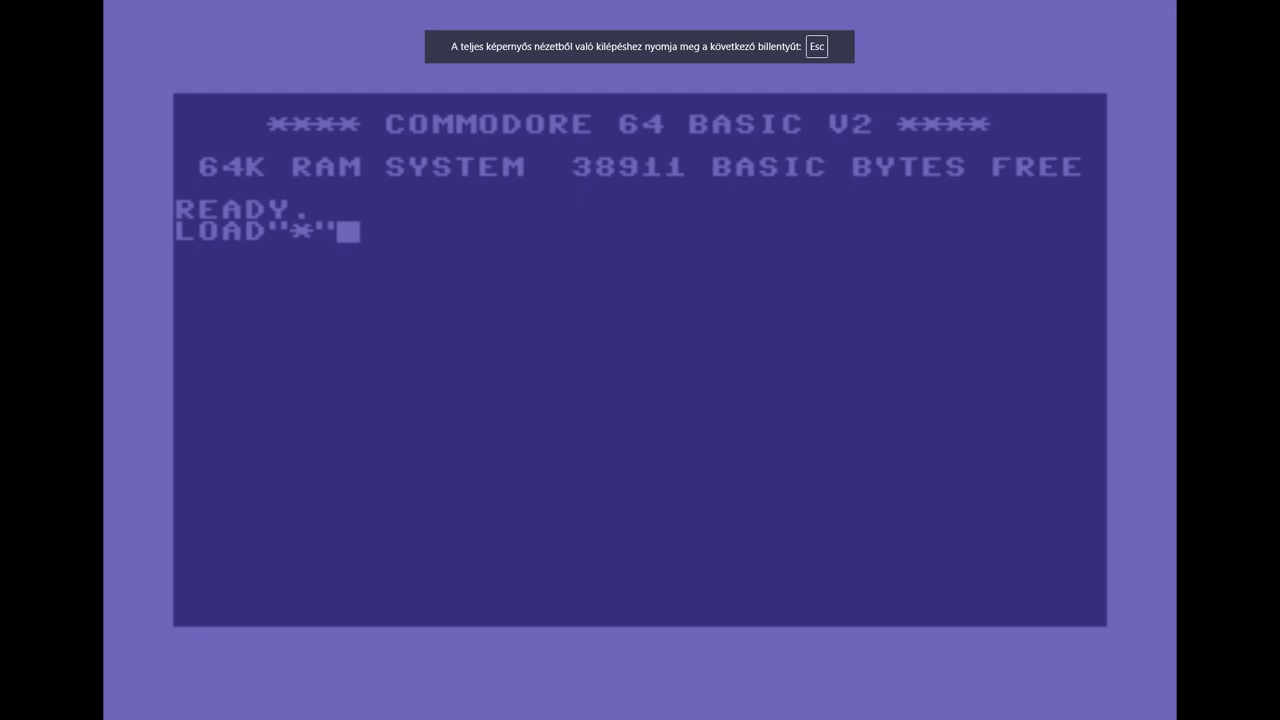 A teljes képernyős nézetből való kilépéshez nyomja meg a következő billentyűt: Esc
**** COMMODORE 64 BASIC V2 ****
64K RAM SYSTEM  38911 BASIC BYTES FREE
READY.
LOAD"*"